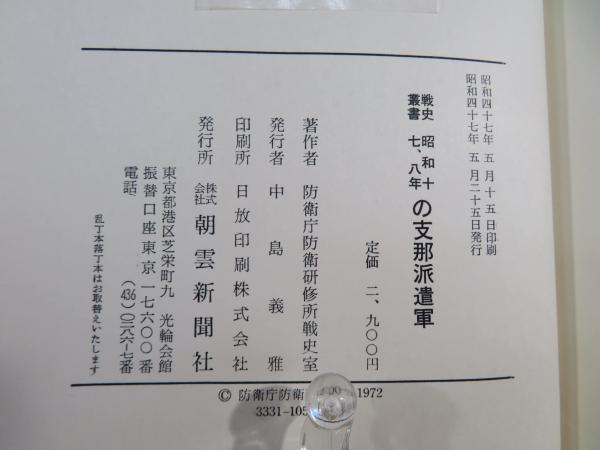 昭和四十七年 五月十五日印刷
昭和四十七年 五月二十五日発行
戦史叢書 昭和十七、八年の支那派遣軍
定価 二、九〇〇円
著作者 防衛庁防衛研修所戦史室
発行者 中島義雅
印刷所 日放印刷株式会社
発行所 株式会社 朝雲新聞社
東京都港区芝栄町九 光輪会館
振替口座東京一七六〇〇番
電話 (436)〇三八六-七番
乱丁本落丁本はお取替えいたします
© 防衛庁防衛 1972
3331-105